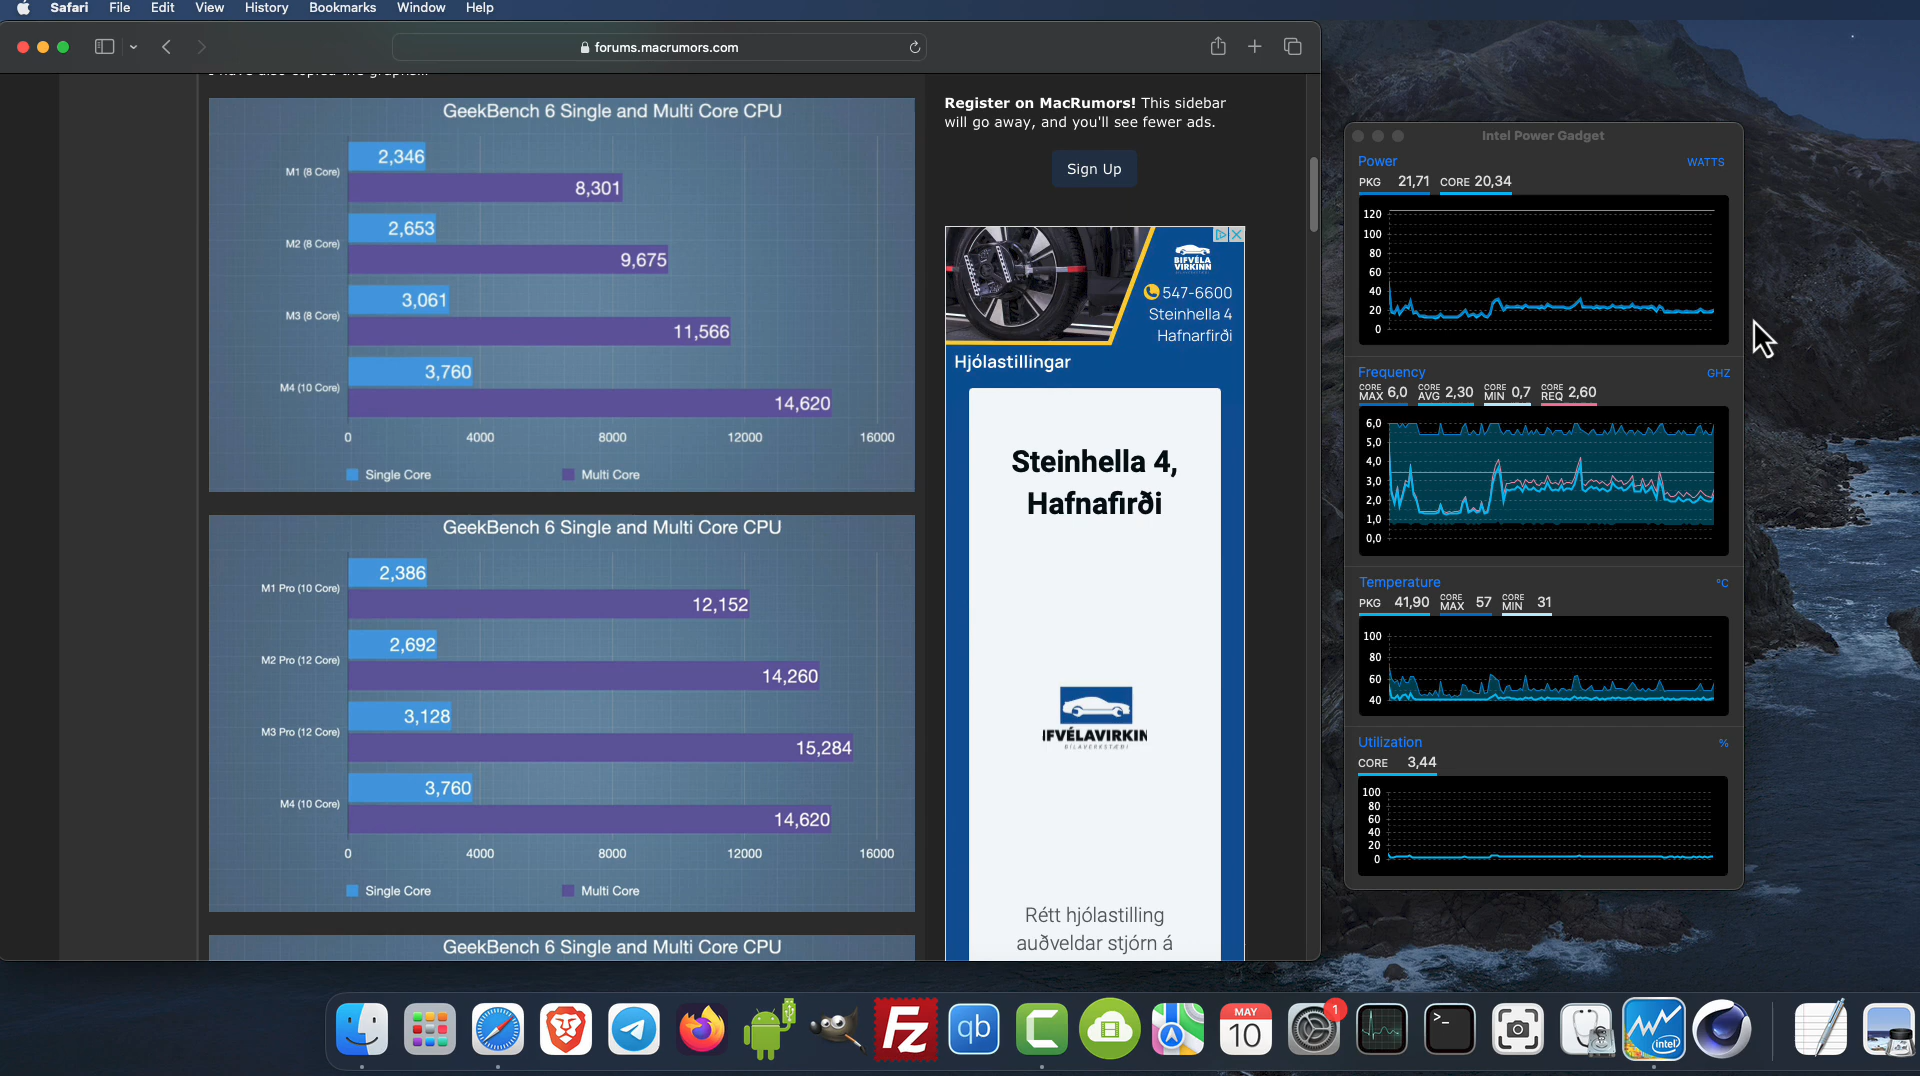 Safari File Edit View History Bookmarks Window Help
forums.macrumors.com
GeekBench 6 Single and Multi Core CPU
M1 (8 Core) 2,346
8,301
M2 (8 Core) 2,653
9,675
M3 (8 Core) 3,061
11,566
M4 (10 Core) 3,760
14,620
0 4000 8000 12000 16000
Single Core Multi Core
GeekBench 6 Single and Multi Core CPU
M1 Pro (10 Core) 2,386
12,152
M2 Pro (12 Core) 2,692
14,260
M3 Pro (12 Core) 3,128
15,284
M4 (10 Core) 3,760
14,620
0 4000 8000 12000 16000
Single Core Multi Core
GeekBench 6 Single and Multi Core CPU
Register on MacRumors! This sidebar
will go away, and you'll see fewer ads.
Sign Up
BIFVÉLA
VIRKINN
547-6600
Steinhella 4
Hafnarfirði
Hjólastillingar
Steinhella 4,
Hafnafirði
IFVÉLAVIRKIN
BÍLAVERKSTÆÐI
Rétt hjólastilling
auðveldar stjórn á
Intel Power Gadget
Power WATTS
PKG 21,71 CORE 20,34
120
100
80
60
40
20
0
Frequency GHZ
CORE MAX 6,0 CORE AVG 2,30 CORE MIN 0,7 CORE REQ 2,60
6,0
5,0
4,0
3,0
2,0
1,0
0,0
Temperature °C
PKG 41,90 CORE MAX 57 CORE MIN 31
100
80
60
40
Utilization %
CORE 3,44
100
80
60
40
20
0
Fz qb C MAY 10 1 >_ intel